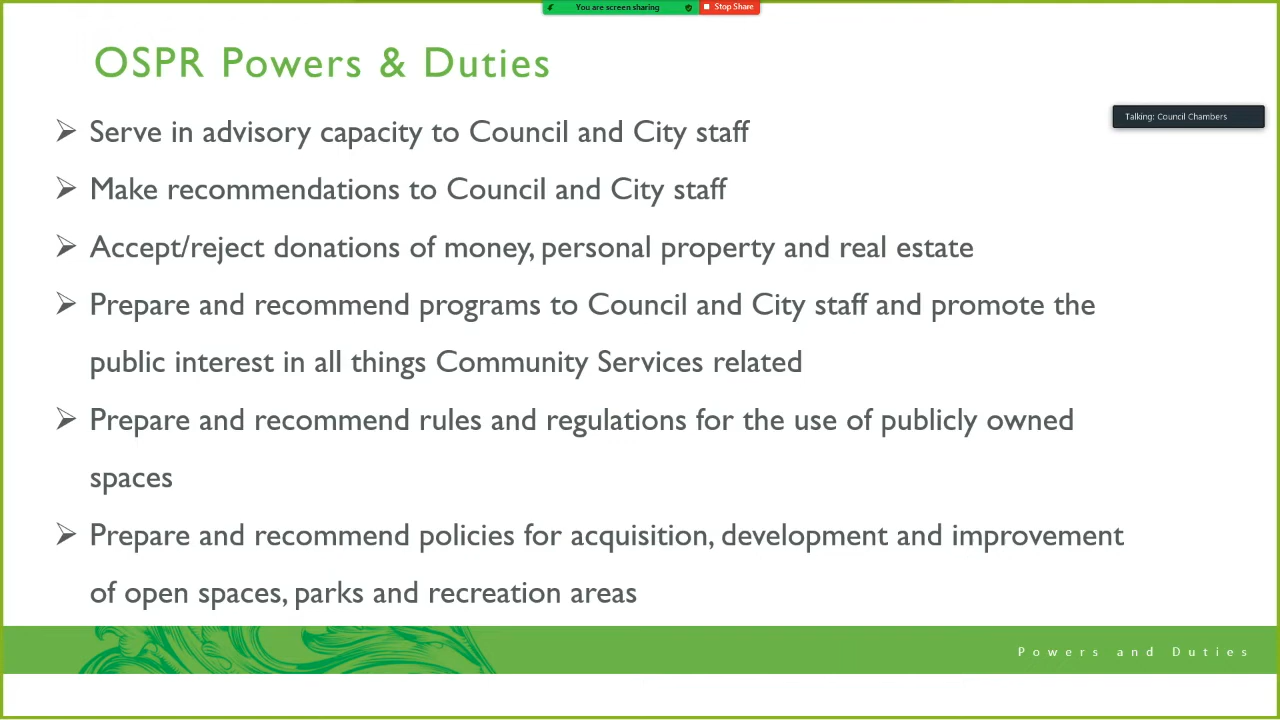 You are screen sharing
Stop Share
OSPR Powers & Duties
Talking: Council Chambers
Serve in advisory capacity to Council and City staff
Make recommendations to Council and City staff
Accept/reject donations of money, personal property and real estate
Prepare and recommend programs to Council and City staff and promote the
public interest in all things Community Services related
Prepare and recommend rules and regulations for the use of publicly owned
spaces
Prepare and recommend policies for acquisition, development and improvement
of open spaces, parks and recreation areas
Powers and Duties